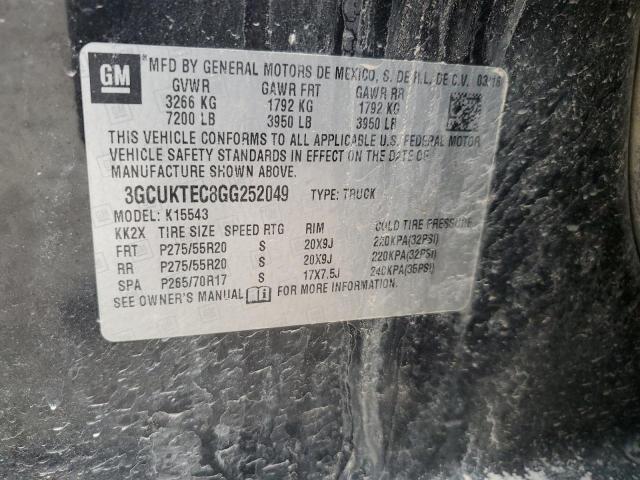 GM
*MFD BY GENERAL MOTORS DE MEXICO, S. DE R.L. DE C.V. 03/16
GVWR GAWR FRT GAWR RR
3266 KG 1792 KG 1792 KG
7200 LB 3950 LB 3950 LB
THIS VEHICLE CONFORMS TO ALL APPLICABLE U.S. FEDERAL MOTOR
VEHICLE SAFETY STANDARDS IN EFFECT ON THE DATE OF
MANUFACTURE SHOWN ABOVE.
3GCUKTEC8GG252049 TYPE: TRUCK
MODEL: K15543
KK2X TIRE SIZE SPEED RTG RIM COLD TIRE PRESSURE
FRT P275/55R20 S 20X9J 220KPA(32PSI)
RR P275/55R20 S 20X9J 220KPA(32PSI)
SPA P265/70R17 S 17X7.5J 240KPA(35PSI)
SEE OWNER'S MANUAL FOR MORE INFORMATION.